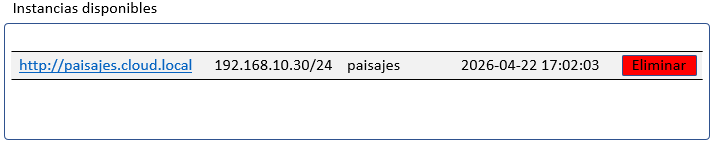 Instancias disponibles
http://paisajes.cloud.local 192.168.10.30/24 paisajes 2026-04-22 17:02:03 Eliminar